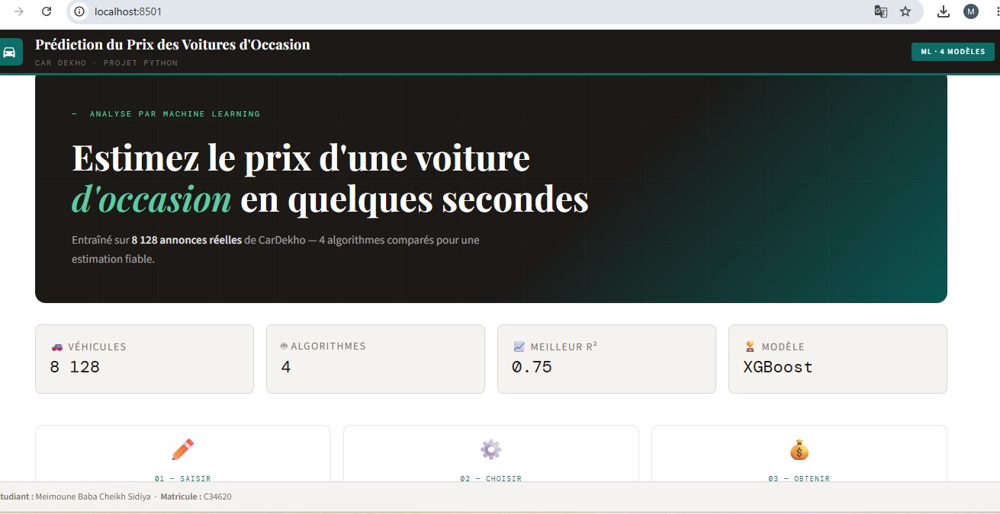 localhost:8501
M
Prédiction du Prix des Voitures d'Occasion
CAR DEKHO · PROJET PYTHON
ML · 4 MODÈLES
— ANALYSE PAR MACHINE LEARNING
Estimez le prix d'une voiture
d'occasion en quelques secondes
Entraîné sur 8 128 annonces réelles de CarDekho — 4 algorithmes comparés pour une
estimation fiable.
VÉHICULES
8 128
ALGORITHMES
4
MEILLEUR R²
0.75
MODÈLE
XGBoost
01 — SAISIR
02 — CHOISIR
03 — OBTENIR
tudiant : Meimoune Baba Cheikh Sidiya · Matricule : C34620